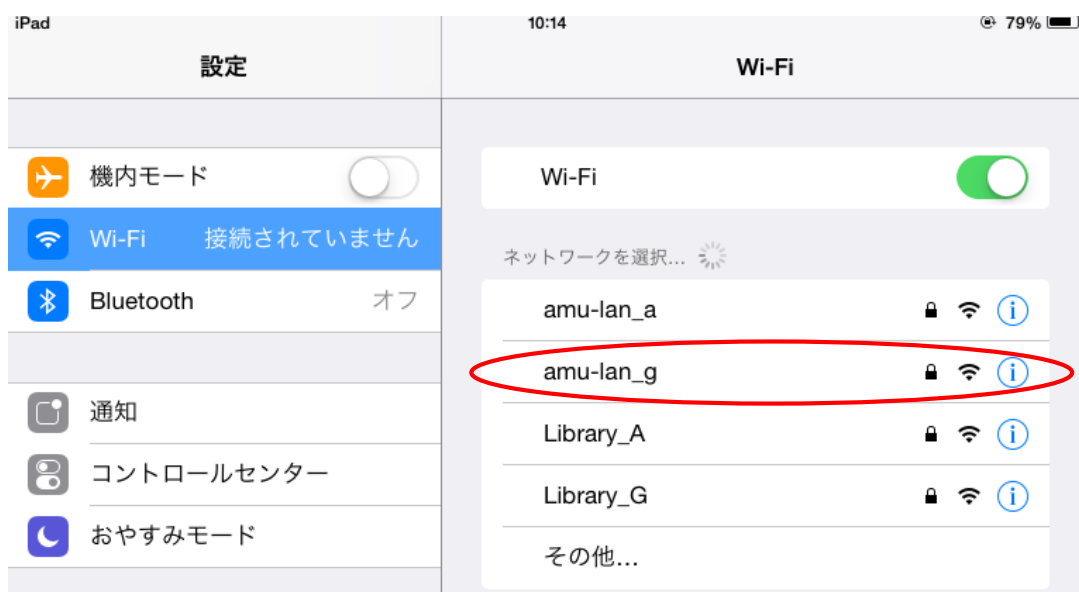 iPad 10:14 79%
設定
Wi-Fi
機内モード
Wi-Fi 接続されていません
Bluetooth オフ
通知
コントロールセンター
おやすみモード
Wi-Fi
ネットワークを選択...
amu-lan_a
amu-lan_g
Library_A
Library_G
その他...